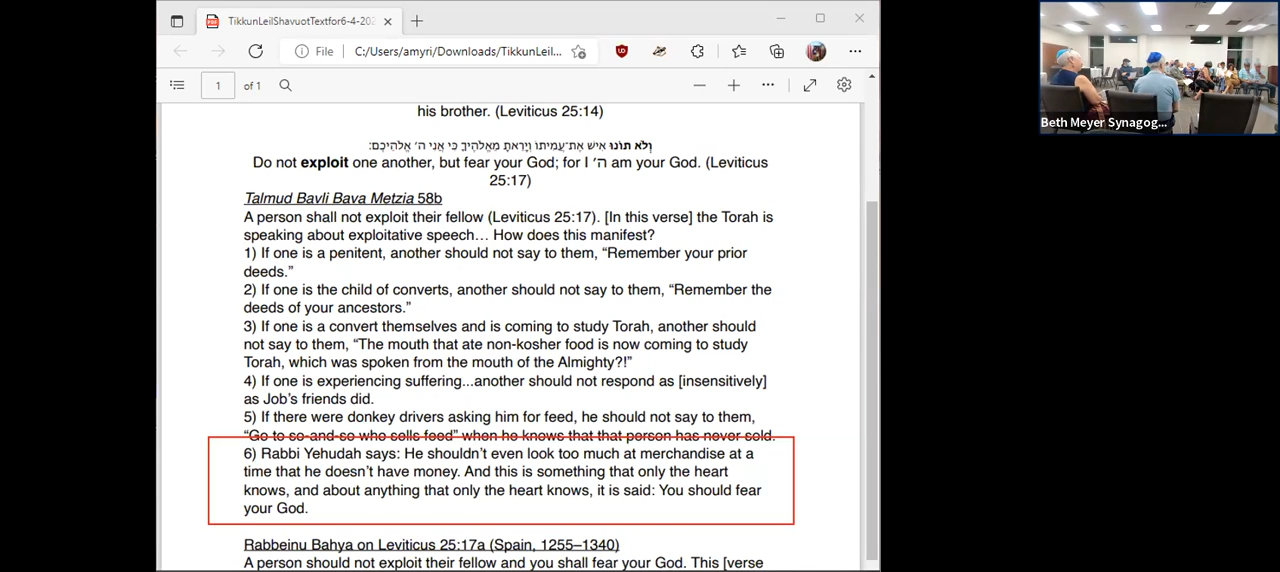 TikkunLeilShavuotTextfor6-4-202
File
C:/Users/amyri/Downloads/TikkunLeil...
1 of 1
his brother. (Leviticus 25:14)
וְלֹא תוֹנוּ אִישׁ אֶת־עֲמִיתוֹ וְיָרֵאתָ מֵאֱלֹהֶיךָ כִּי אֲנִי ה׳ אֱלֹהֵיכֶם׃
Do not exploit one another, but fear your God; for I ה׳ am your God. (Leviticus
25:17)
Talmud Bavli Bava Metzia 58b
A person shall not exploit their fellow (Leviticus 25:17). [In this verse] the Torah is
speaking about exploitative speech… How does this manifest?
1) If one is a penitent, another should not say to them, “Remember your prior
deeds.”
2) If one is the child of converts, another should not say to them, “Remember the
deeds of your ancestors.”
3) If one is a convert themselves and is coming to study Torah, another should
not say to them, “The mouth that ate non-kosher food is now coming to study
Torah, which was spoken from the mouth of the Almighty?!”
4) If one is experiencing suffering...another should not respond as [insensitively]
as Job’s friends did.
5) If there were donkey drivers asking him for feed, he should not say to them,
“Go to so-and-so who sells feed” when he knows that that person has never sold.
6) Rabbi Yehudah says: He shouldn’t even look too much at merchandise at a
time that he doesn’t have money. And this is something that only the heart
knows, and about anything that only the heart knows, it is said: You should fear
your God.
Rabbeinu Bahya on Leviticus 25:17a (Spain, 1255–1340)
A person should not exploit their fellow and you shall fear your God. This [verse
Beth Meyer Synagog...